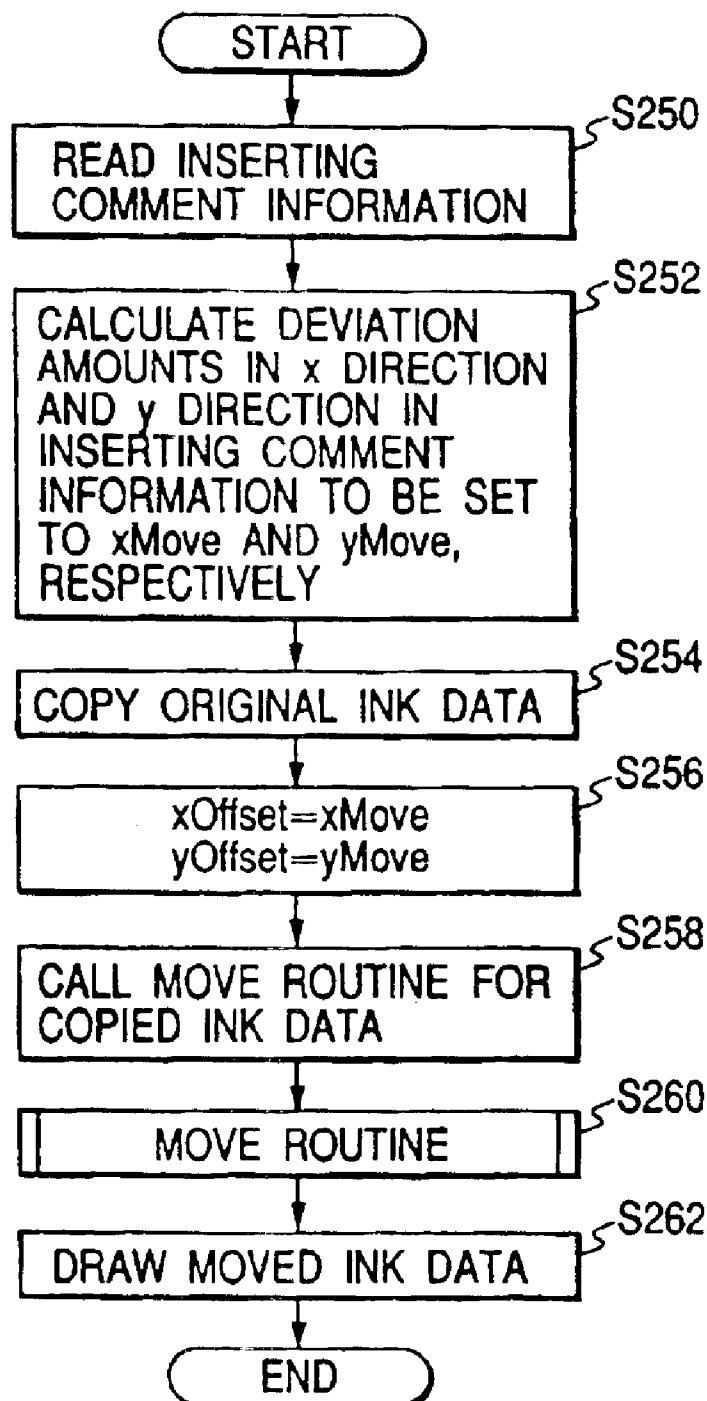 START
S250
READ INSERTING
COMMENT INFORMATION
S252
CALCULATE DEVIATION
AMOUNTS IN x DIRECTION
AND y DIRECTION IN
INSERTING COMMENT
INFORMATION TO BE SET
TO xMove AND yMove,
RESPECTIVELY
S254
COPY ORIGINAL INK DATA
S256
xOffset=xMove
yOffset=yMove
S258
CALL MOVE ROUTINE FOR
COPIED INK DATA
S260
MOVE ROUTINE
S262
DRAW MOVED INK DATA
END